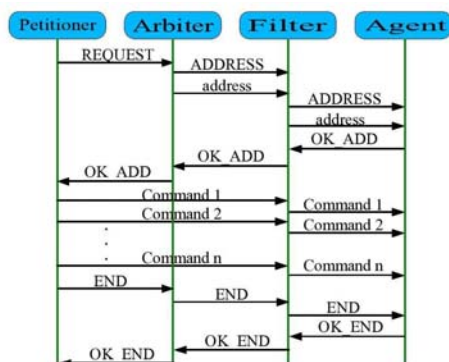 Petitioner Arbiter Filter Agent
REQUEST
ADDRESS
address
ADDRESS
address
OK_ADD
OK_ADD
OK_ADD
Command 1
Command 1
Command 2
Command 2
Command n
Command n
END
END
END
OK_END
OK_END
OK_END